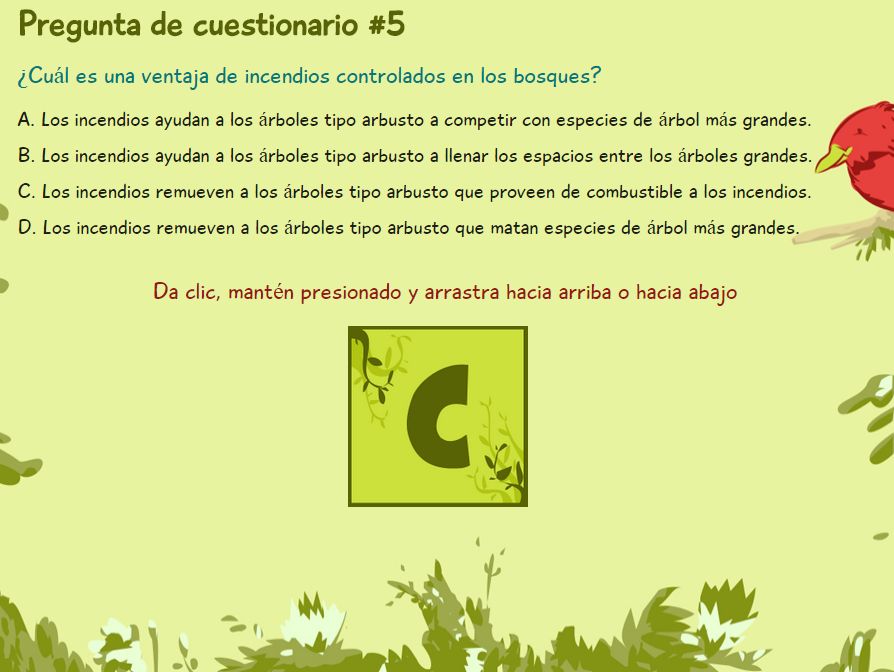 Pregunta de cuestionario #5
¿Cuál es una ventaja de incendios controlados en los bosques?
A. Los incendios ayudan a los árboles tipo arbusto a competir con especies de árbol más grandes.
B. Los incendios ayudan a los árboles tipo arbusto a llenar los espacios entre los árboles grandes.
C. Los incendios remueven a los árboles tipo arbusto que proveen de combustible a los incendios.
D. Los incendios remueven a los árboles tipo arbusto que matan especies de árbol más grandes.
Da clic, mantén presionado y arrastra hacia arriba o hacia abajo
C